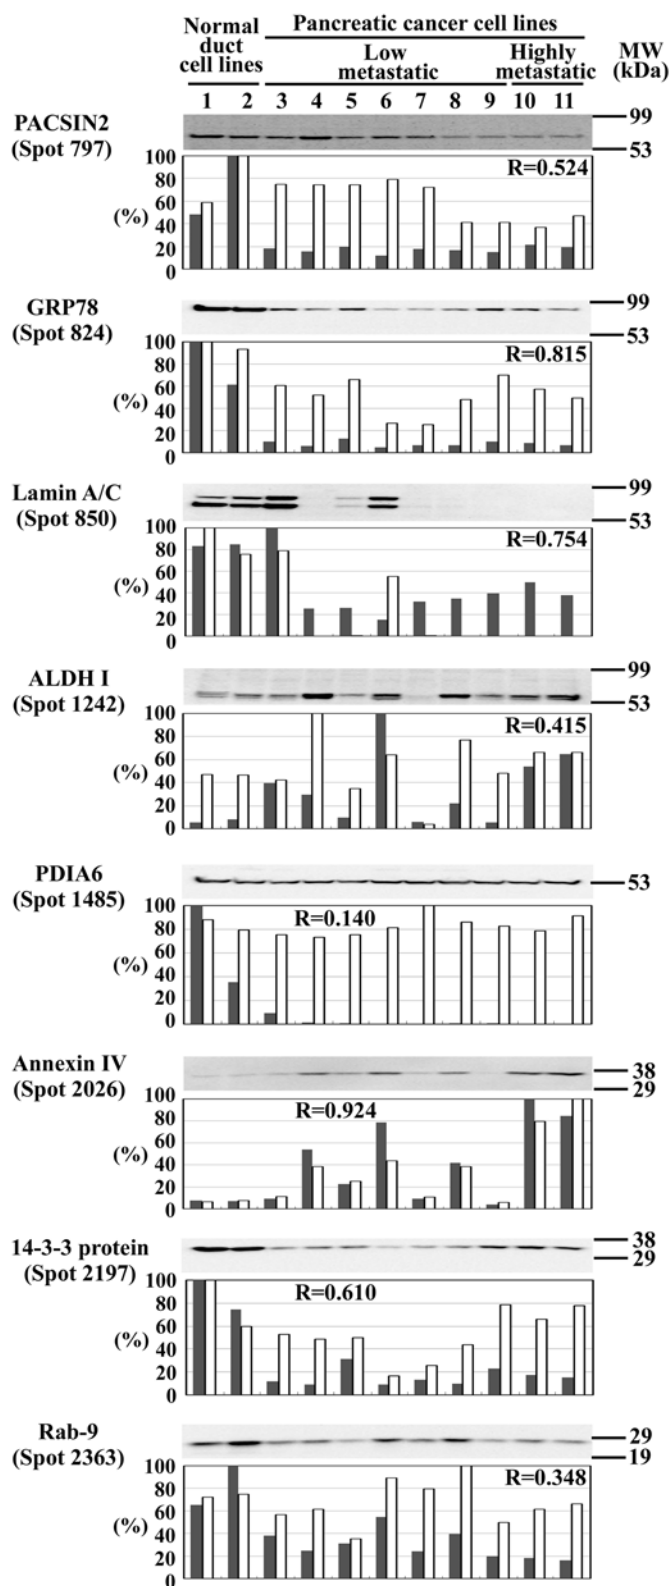 Normal duct cell lines
Pancreatic cancer cell lines
Low metastatic
Highly metastatic
MW (kDa)
1 2 3 4 5 6 7 8 9 10 11
PACSIN2
(Spot 797)
99
53
R=0.524
100
80
60
(%)
40
20
0
GRP78
(Spot 824)
99
53
R=0.815
100
80
60
(%)
40
20
0
Lamin A/C
(Spot 850)
99
53
R=0.754
100
80
60
(%)
40
20
0
ALDH I
(Spot 1242)
99
53
R=0.415
100
80
60
(%)
40
20
0
PDIA6
(Spot 1485)
53
R=0.140
100
80
60
(%)
40
20
0
Annexin IV
(Spot 2026)
38
29
R=0.924
100
80
60
(%)
40
20
0
14-3-3 protein
(Spot 2197)
38
29
R=0.610
100
80
60
(%)
40
20
0
Rab-9
(Spot 2363)
29
19
R=0.348
100
80
60
(%)
40
20
0